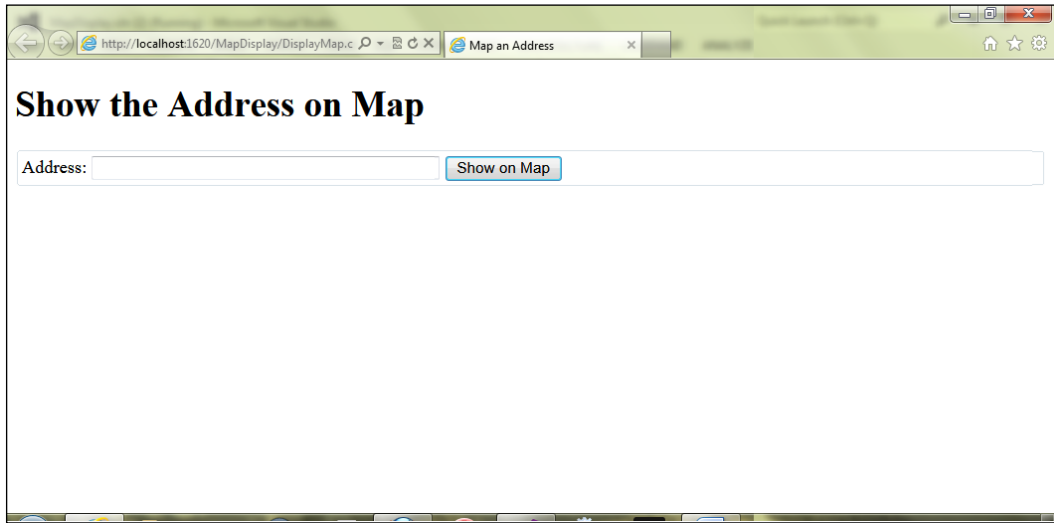 http://localhost:1620/MapDisplay/DisplayMap.c
Map an Address
Show the Address on Map
Address:
Show on Map